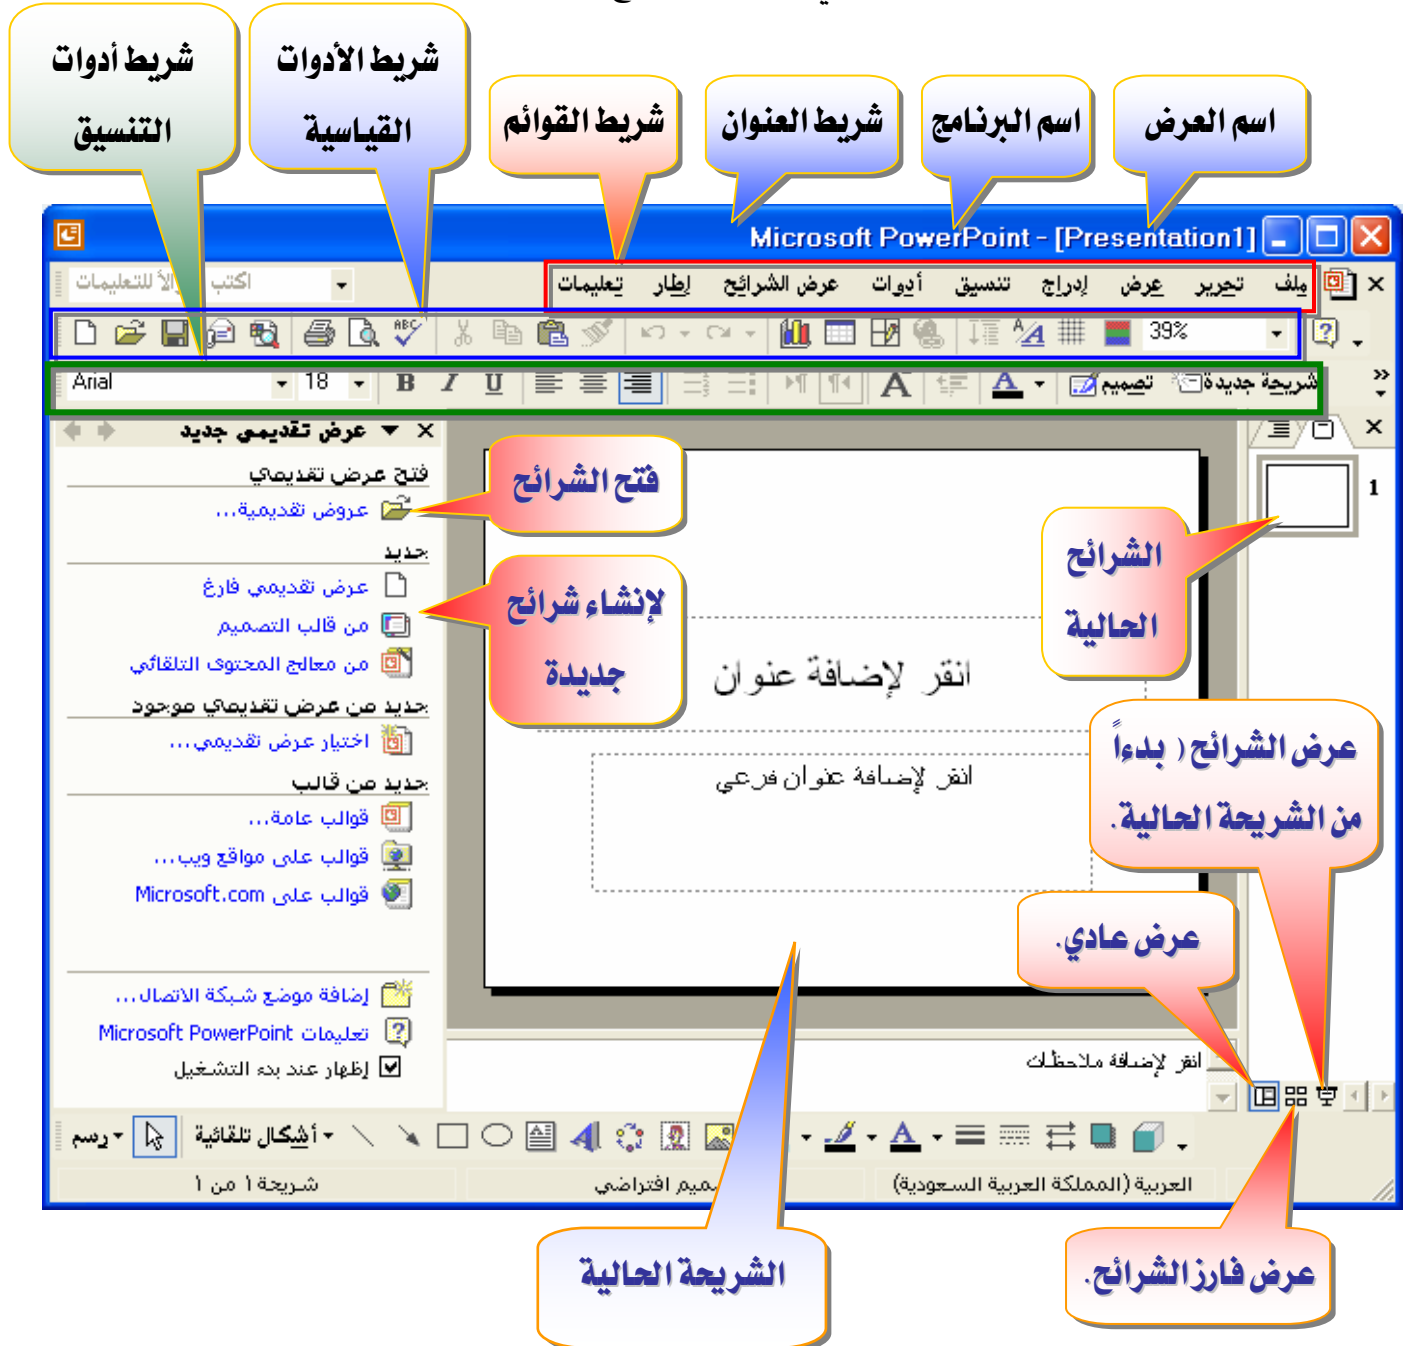 شريط أدوات
التنسيق
شريط الأدوات
القياسية
شريط القوائم
شريط العنوان
اسم البرنامج
اسم العرض
Microsoft PowerPoint - [Presentation1]
ملف تحرير عرض إدراج تنسيق أدوات عرض الشرائح إطار تعليمات
اكتب للتعليمات
ABC
39%
Arial 18 B I U A A تصميم شريحة جديدة
عرض تقديمي جديد
فتح عرض تقديمي
عروض تقديمية...
جديد
عرض تقديمي فارغ
من قالب التصميم
من معالج المحتوى التلقائي
جديد من عرض تقديمي موجود
اختيار عرض تقديمي...
جديد من قالب
قوالب عامة...
قوالب على مواقع ويب...
قوالب على Microsoft.com
إضافة موضع شبكة الاتصال...
تعليمات Microsoft PowerPoint
إظهار عند بدء التشغيل
فتح الشرائح
لإنشاء شرائح
جديدة
1
الشرائح
الحالية
انقر لإضافة عنوان
انقر لإضافة عنوان فرعي
عرض الشرائح ( بدءاً
من الشريحة الحالية.
عرض عادي.
انقر لإضافة ملاحظات
رسم أشكال تلقائية
شريحة ١ من ١
افتراضي
العربية (المملكة العربية السعودية)
الشريحة الحالية
عرض فارز الشرائح.